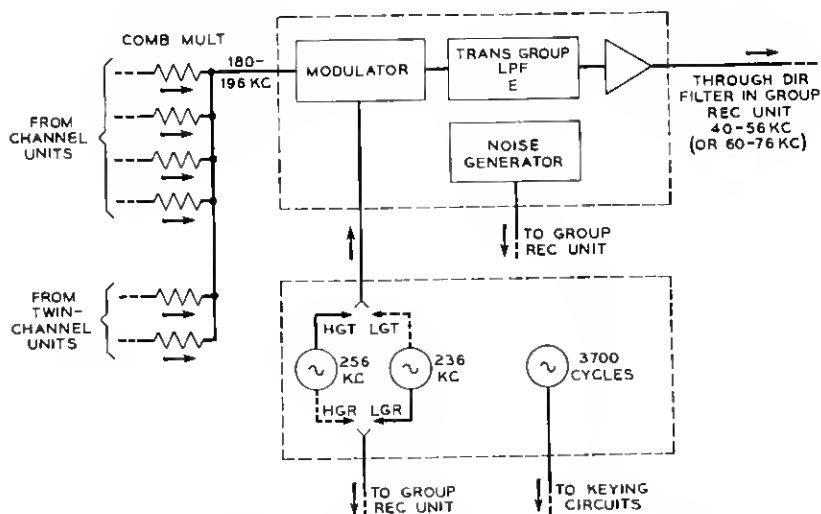 COMB MULT
180-
196 KC
FROM
CHANNEL
UNITS
FROM
TWIN-
CHANNEL
UNITS
MODULATOR
TRANS GROUP
LPF
E
NOISE
GENERATOR
THROUGH DIR
FILTER IN GROUP
REC UNIT
40-56 KC
(OR 60-76 KC)
TO GROUP
REC UNIT
HGT LGT
256
KC
236
KC
HGR LGR
3700
CYCLES
TO GROUP
REC UNIT
TO KEYING
CIRCUITS